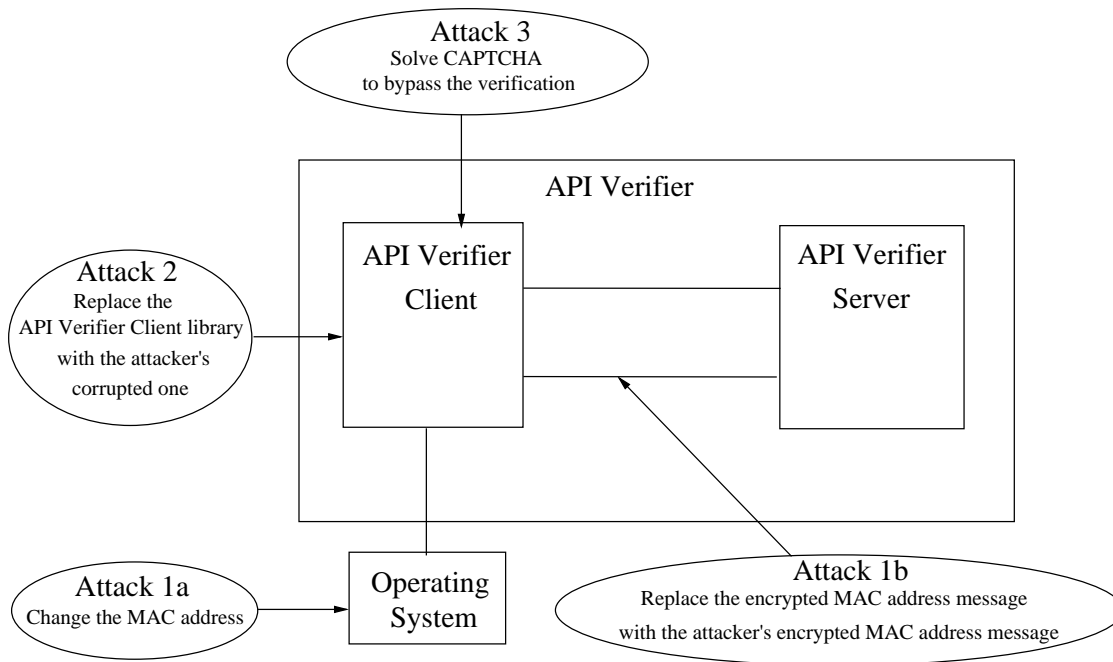 Attack 3
Solve CAPTCHA
to bypass the verification
API Verifier
API Verifier
Client
API Verifier
Server
Attack 2
Replace the
API Verifier Client library
with the attacker's
corrupted one
Attack 1a
Change the MAC address
Operating
System
Attack 1b
Replace the encrypted MAC address message
with the attacker's encrypted MAC address message